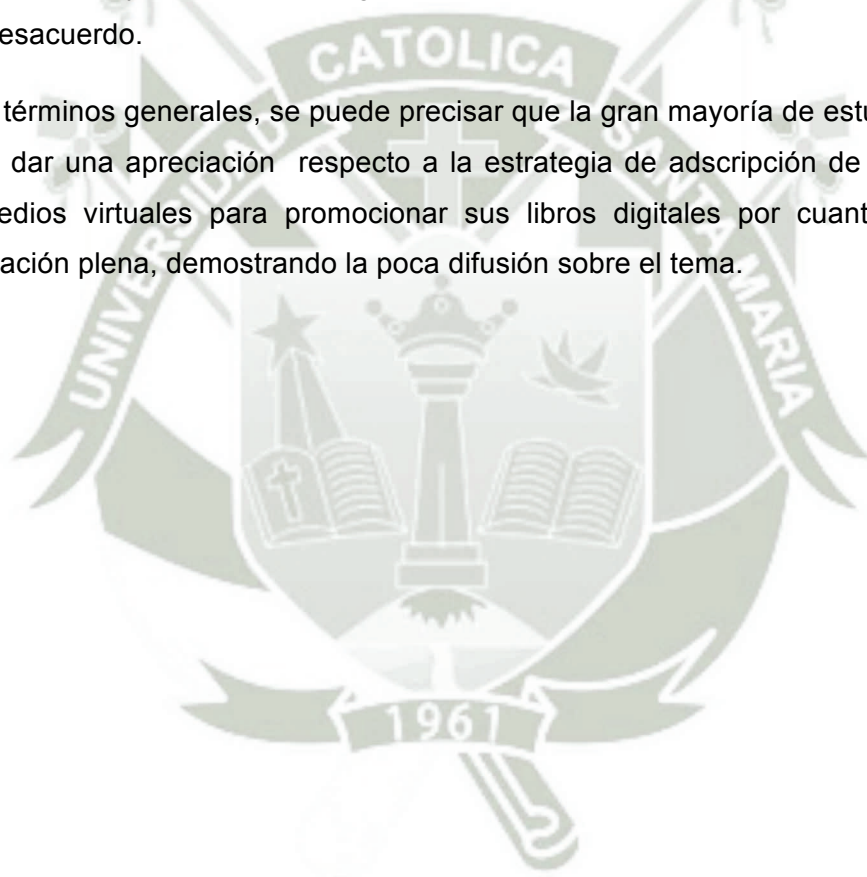 esacuerdo.
términos generales, se puede precisar que la gran mayoría de estu
dar una apreciación respecto a la estrategia de adscripción de
edios virtuales para promocionar sus libros digitales por cuant
ación plena, demostrando la poca difusión sobre el tema.
UNIVERSIDAD CATOLICA SANTA MARIA
1961